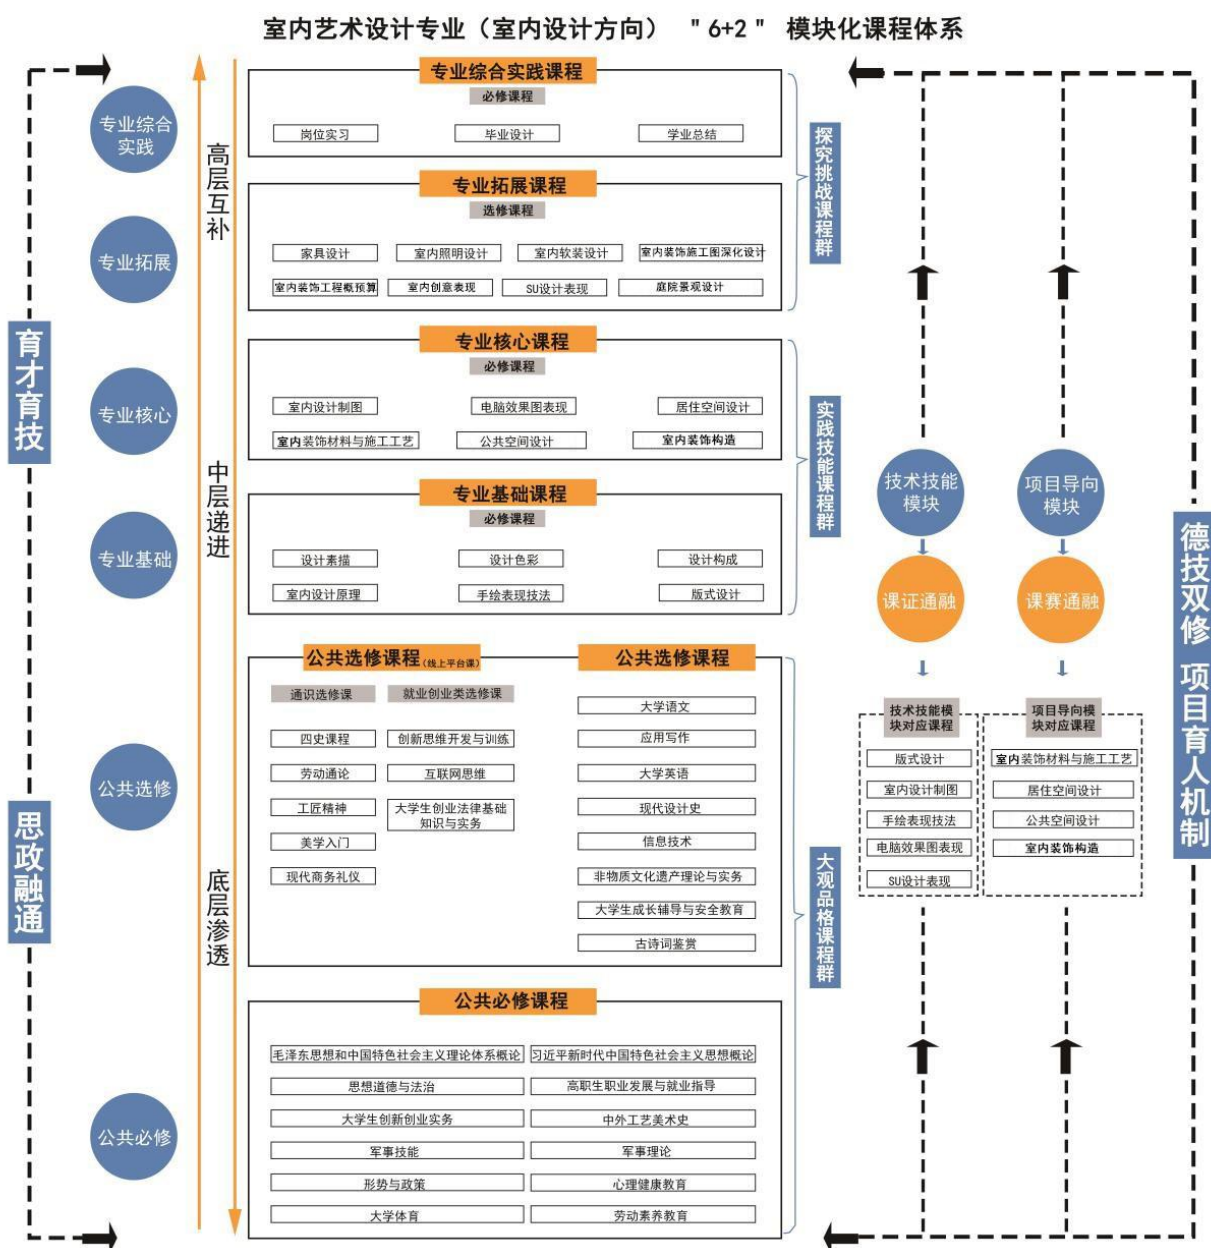 室内艺术设计专业（室内设计方向） "6+2" 模块化课程体系
专业综合
实践
专业拓展
专业核心
专业基础
公共选修
公共必修
育才育技
思政融通
高层互补
中层递进
底层渗透
专业综合实践课程
必修课程
岗位实习
毕业设计
学业总结
专业拓展课程
选修课程
家具设计
室内照明设计
室内软装设计
室内装饰施工图深化设计
室内装饰工程概预算
室内创意表现
SU设计表现
庭院景观设计
专业核心课程
必修课程
室内设计制图
电脑效果图表现
居住空间设计
室内装饰材料与施工工艺
公共空间设计
室内装饰构造
专业基础课程
必修课程
设计素描
设计色彩
设计构成
室内设计原理
手绘表现技法
版式设计
公共选修课程(线上平台课)
通识选修课
就业创业类选修课
四史课程
创新思维开发与训练
劳动通论
互联网思维
工匠精神
大学生创业法律基础
知识与实务
美学入门
现代商务礼仪
公共选修课程
大学语文
应用写作
大学英语
现代设计史
信息技术
非物质文化遗产理论与实务
大学生成长辅导与安全教育
古诗词鉴赏
公共必修课程
毛泽东思想和中国特色社会主义理论体系概论
习近平新时代中国特色社会主义思想概论
思想道德与法治
高职生职业发展与就业指导
大学生创新创业实务
中外工艺美术史
军事技能
军事理论
形势与政策
心理健康教育
大学体育
劳动素养教育
探究挑战课程群
实践技能课程群
大观品格课程群
技术技能
模块
项目导向
模块
课证通融
课赛通融
技术技能模
块对应课程
版式设计
室内设计制图
手绘表现技法
电脑效果图表现
SU设计表现
项目导向模
块对应课程
室内装饰材料与施工工艺
居住空间设计
公共空间设计
室内装饰构造
德技双修 项目育人机制